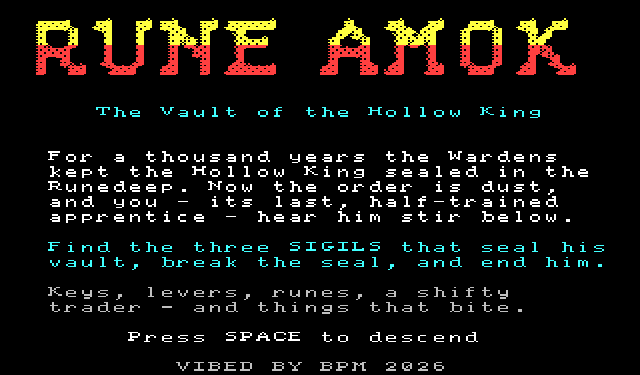 RUNE AMOK
The Vault of the Hollow King
For a thousand years the Wardens
kept the Hollow King sealed in the
Runedeep. Now the order is dust,
and you - its last, half-trained
apprentice - hear him stir below.
Find the three SIGILS that seal his
vault, break the seal, and end him.
Keys, levers, runes, a shifty
trader - and things that bite.
Press SPACE to descend
VIBED BY BPM 2026